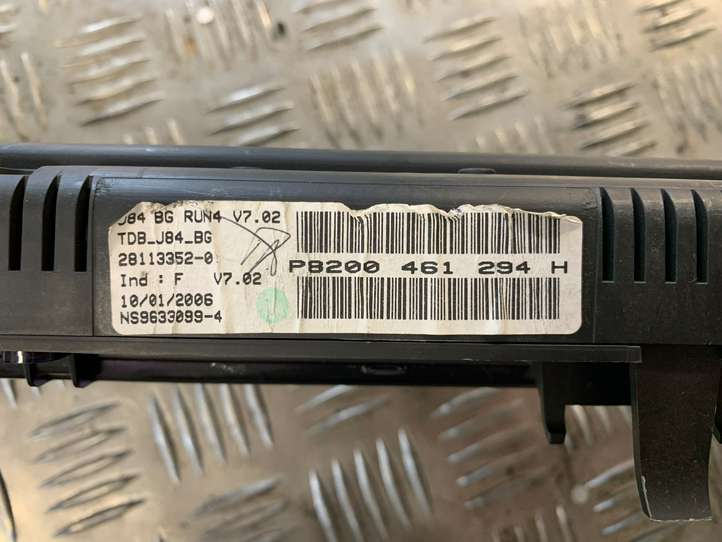 J84 BG RUN4 V7.02
TDB_J84_BG
28113352-0
Ind : F V7.02
10/01/2006
NS9633099-4
P8200 461 294 H